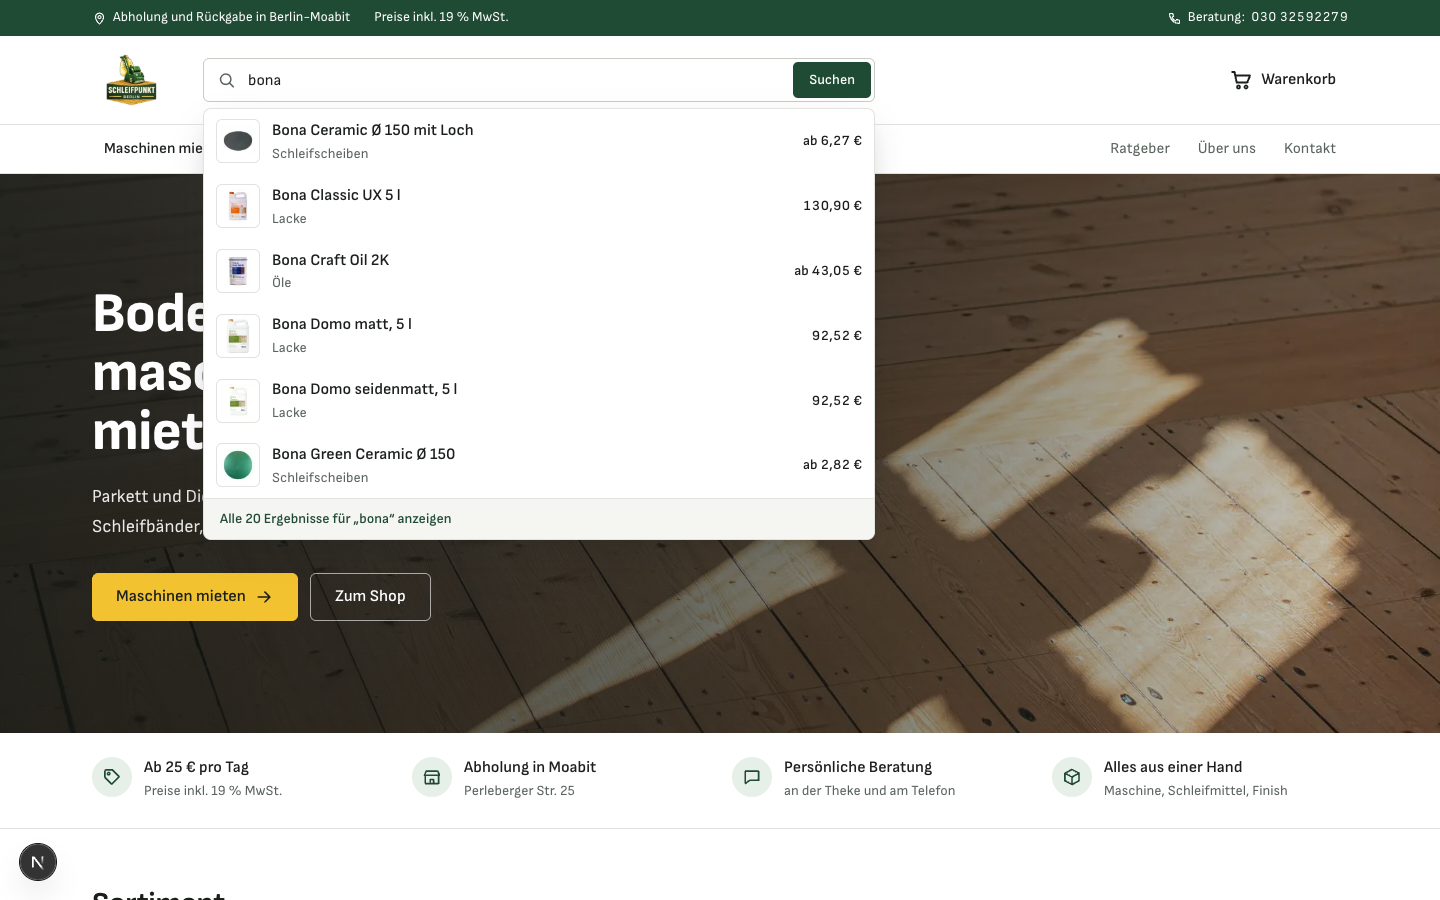 Abholung und Rückgabe in Berlin-Moabit
Preise inkl. 19 % MwSt.
Beratung: 030 32592279
SCHLEIFPUNKT
BERLIN
bona
Suchen
Warenkorb
Bona Ceramic Ø 150 mit Loch
Schleifscheiben
ab 6,27 €
Bona Classic UX 5 l
Lacke
130,90 €
Bona Craft Oil 2K
Öle
ab 43,05 €
Bona Domo matt, 5 l
Lacke
92,52 €
Bona Domo seidenmatt, 5 l
Lacke
92,52 €
Bona Green Ceramic Ø 150
Schleifscheiben
ab 2,82 €
Alle 20 Ergebnisse für „bona“ anzeigen
Maschinen mie
Ratgeber
Über uns
Kontakt
Bode
masc
miet
Parkett und Di
Schleifbänder,
Maschinen mieten
Zum Shop
Ab 25 € pro Tag
Preise inkl. 19 % MwSt.
Abholung in Moabit
Perleberger Str. 25
Persönliche Beratung
an der Theke und am Telefon
Alles aus einer Hand
Maschine, Schleifmittel, Finish
N
Sortiment